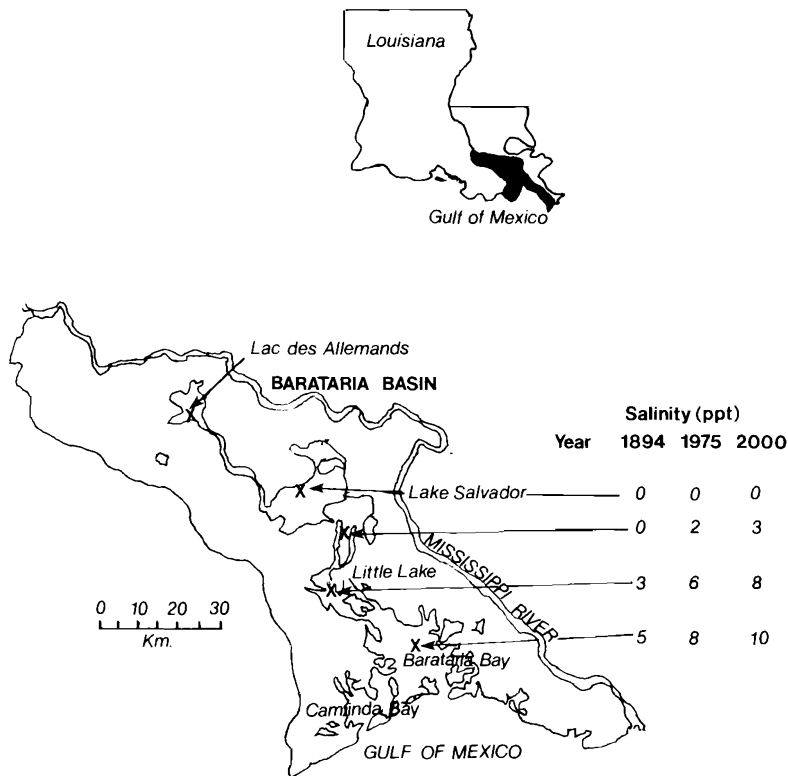 Louisiana
Gulf of Mexico
Lac des Allemands
BARATARIA BASIN
Salinity (ppt)
Year 1894 1975 2000
Lake Salvador 0 0 0
0 2 3
MISSISSIPPI RIVER
Little Lake
3 6 8
0 10 20 30
Km.
5 8 10
Barataria Bay
Camiinda Bay
GULF OF MEXICO